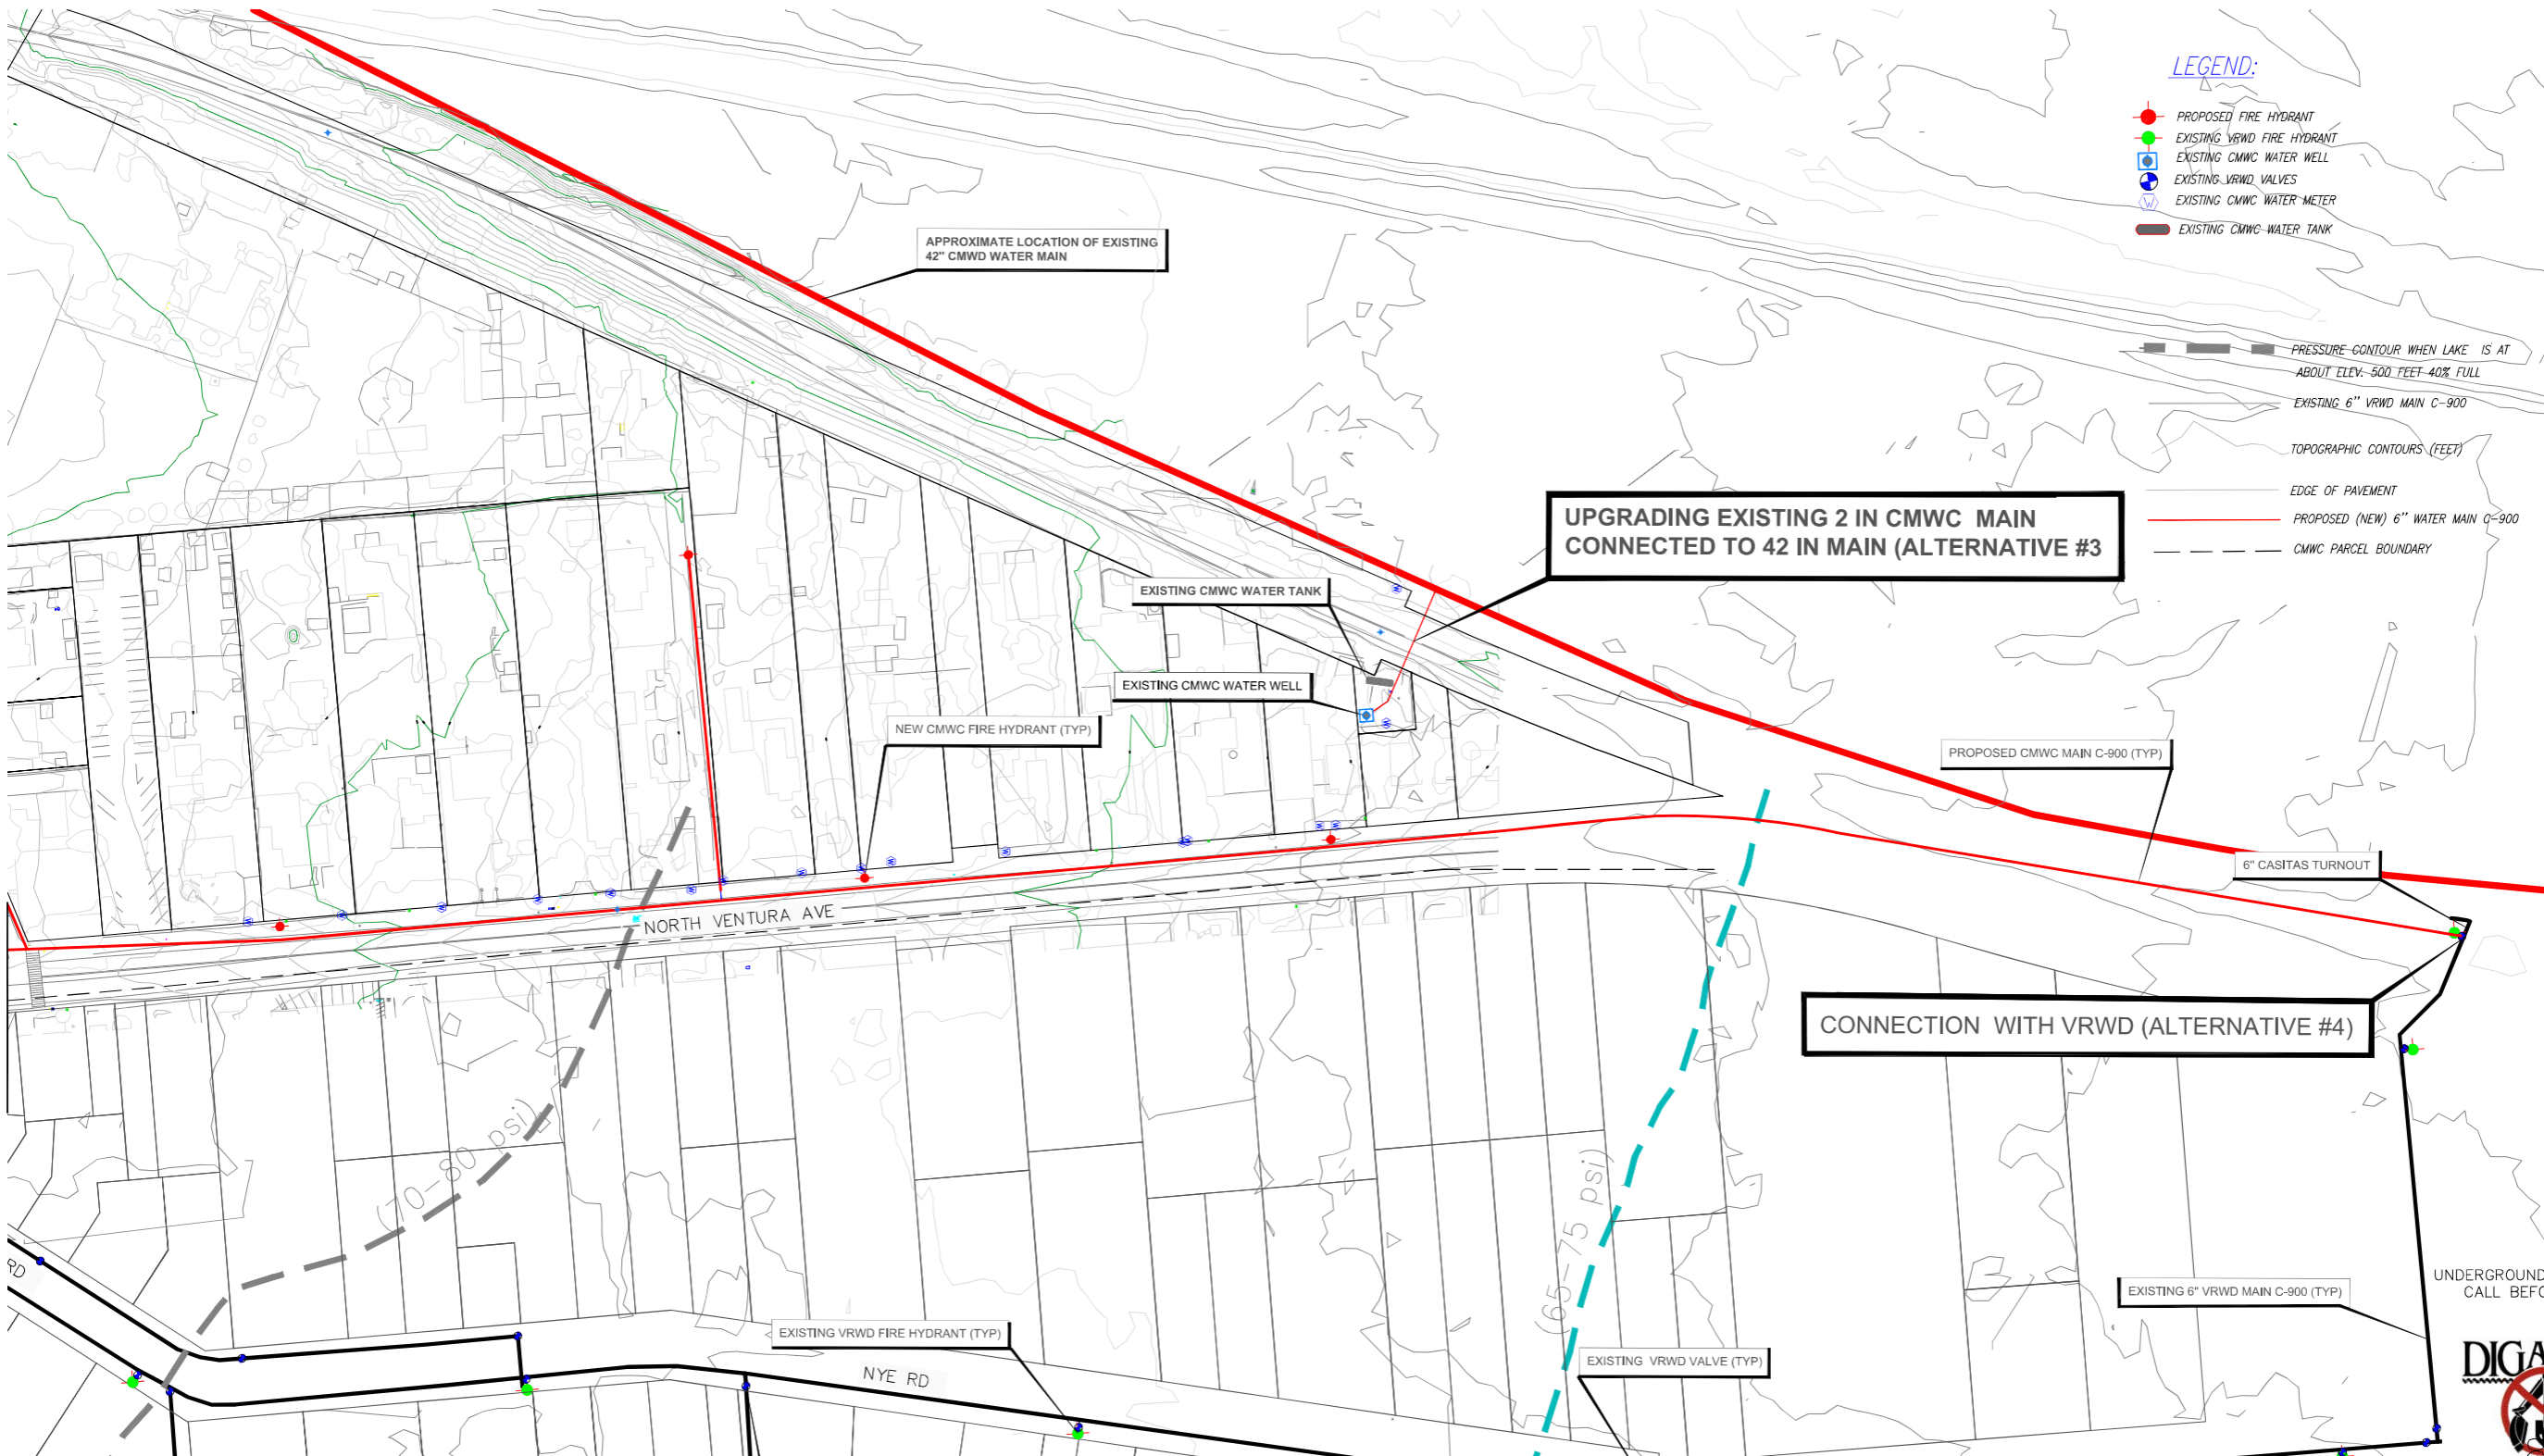 LEGEND:
PROPOSED FIRE HYDRANT
EXISTING VRWD FIRE HYDRANT
EXISTING CMWC WATER WELL
EXISTING VRWD VALVES
EXISTING CMWC WATER METER
EXISTING CMWC WATER TANK
PRESSURE CONTOUR WHEN LAKE IS AT
ABOUT ELEV. 500 FEET 40% FULL
EXISTING 6'' VRWD MAIN C-900
TOPOGRAPHIC CONTOURS (FEET)
EDGE OF PAVEMENT
PROPOSED (NEW) 6'' WATER MAIN C-900
CMWC PARCEL BOUNDARY
APPROXIMATE LOCATION OF EXISTING
42" CMWD WATER MAIN
UPGRADING EXISTING 2 IN CMWC MAIN
CONNECTED TO 42 IN MAIN (ALTERNATIVE #3
EXISTING CMWC WATER TANK
EXISTING CMWC WATER WELL
NEW CMWC FIRE HYDRANT (TYP)
PROPOSED CMWC MAIN C-900 (TYP)
6" CASITAS TURNOUT
NORTH VENTURA AVE
CONNECTION WITH VRWD (ALTERNATIVE #4)
(70-80 psi)
(65-75 psi)
RD
EXISTING VRWD FIRE HYDRANT (TYP)
NYE RD
EXISTING VRWD VALVE (TYP)
EXISTING 6" VRWD MAIN C-900 (TYP)
UNDERGROUND
CALL BEFO
DIGA